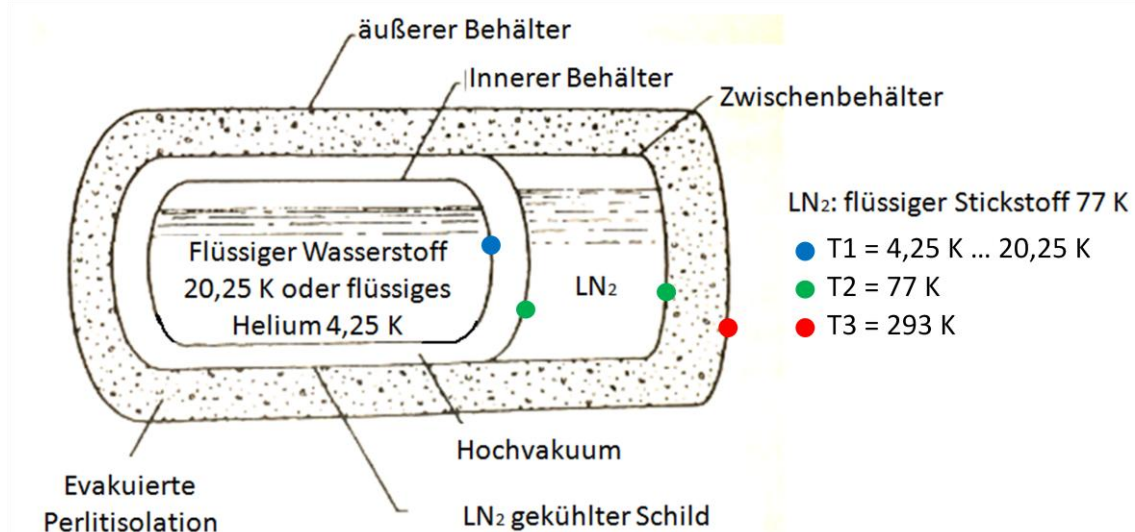 äußerer Behälter
Innerer Behälter
Zwischenbehälter
LN₂: flüssiger Stickstoff 77 K
T1 = 4,25 K ... 20,25 K
T2 = 77 K
T3 = 293 K
Flüssiger Wasserstoff
20,25 K oder flüssiges
Helium 4,25 K
LN₂
Hochvakuum
Evakuierte
Perlitisolation
LN₂ gekühlter Schild